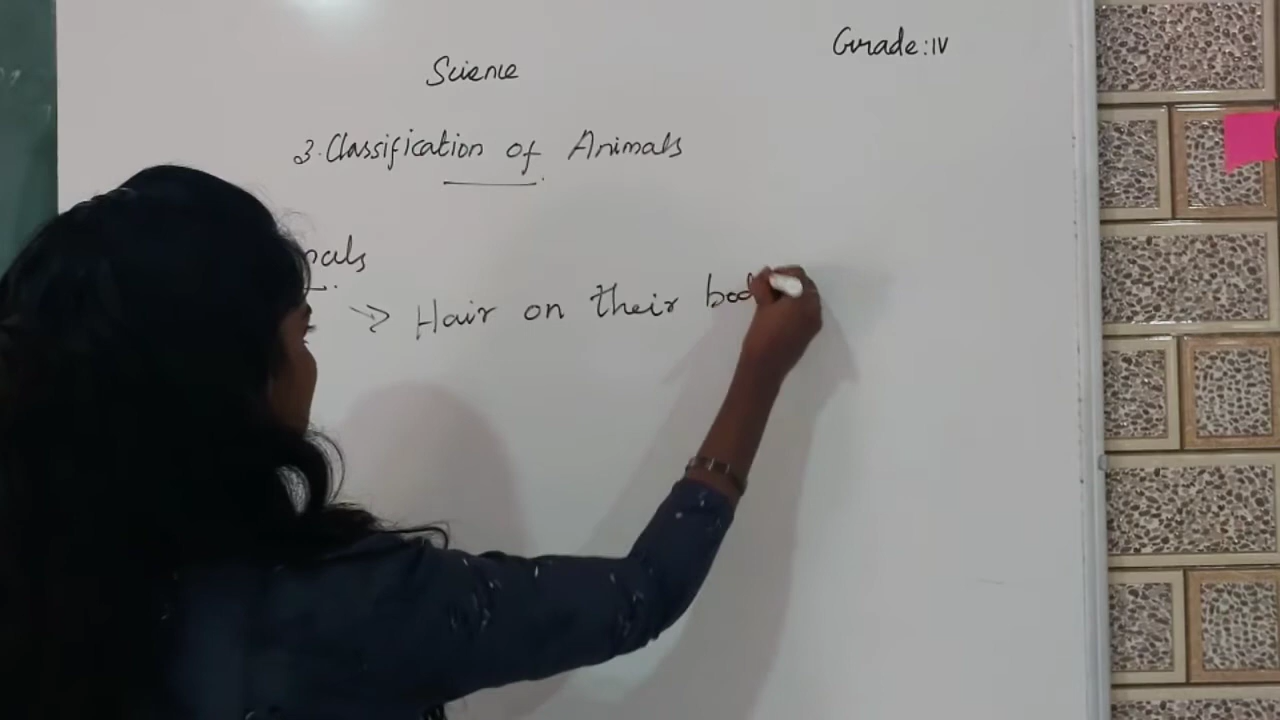 Grade:IV
Science
3. Classification of Animals
→ Hair on their